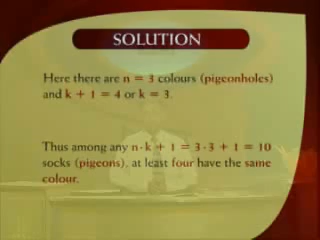 SOLUTION
Here there are n = 3 colours (pigeonholes)
and k + 1 = 4 or k = 3.
Thus among any n·k + 1 = 3·3 + 1 = 10
socks (pigeons), at least four have the same
colour.